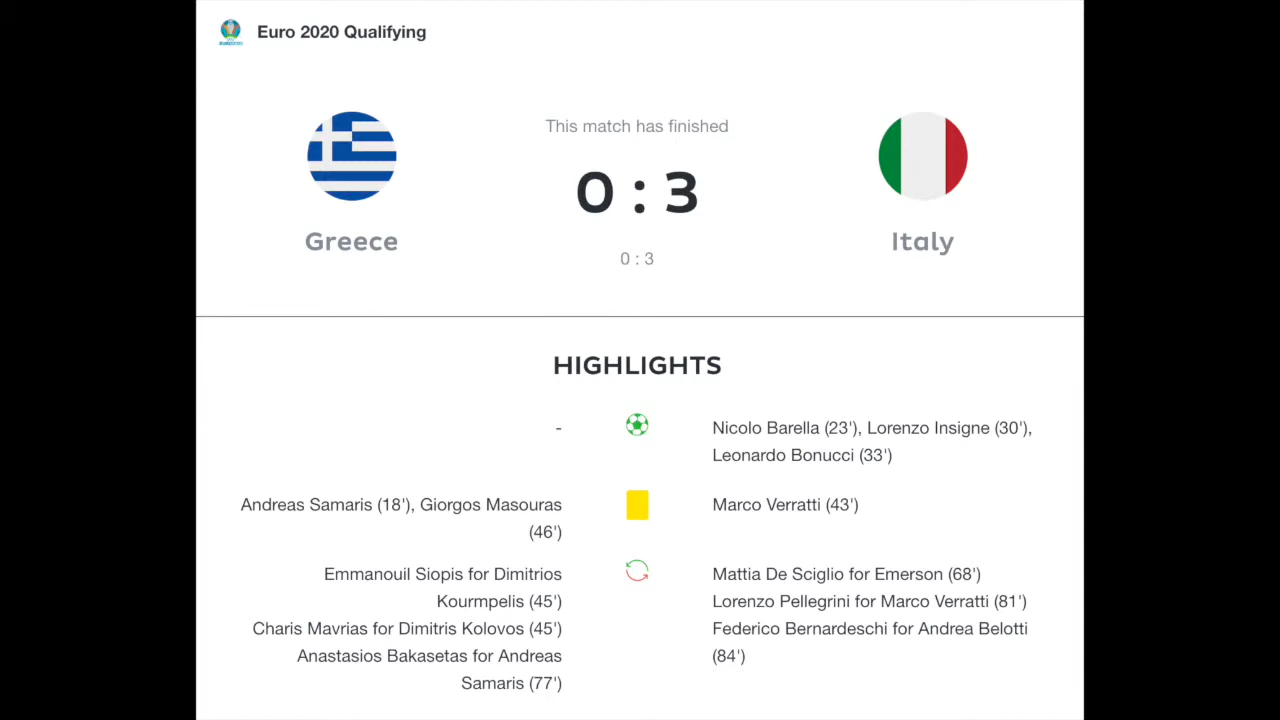 Euro 2020 Qualifying
This match has finished
0 : 3
Greece
Italy
0 : 3
HIGHLIGHTS
-
Nicolo Barella (23'), Lorenzo Insigne (30'),
Leonardo Bonucci (33')
Andreas Samaris (18'), Giorgos Masouras
(46')
Marco Verratti (43')
Emmanouil Siopis for Dimitrios
Kourmpelis (45')
Charis Mavrias for Dimitris Kolovos (45')
Anastasios Bakasetas for Andreas
Samaris (77')
Mattia De Sciglio for Emerson (68')
Lorenzo Pellegrini for Marco Verratti (81')
Federico Bernardeschi for Andrea Belotti
(84')